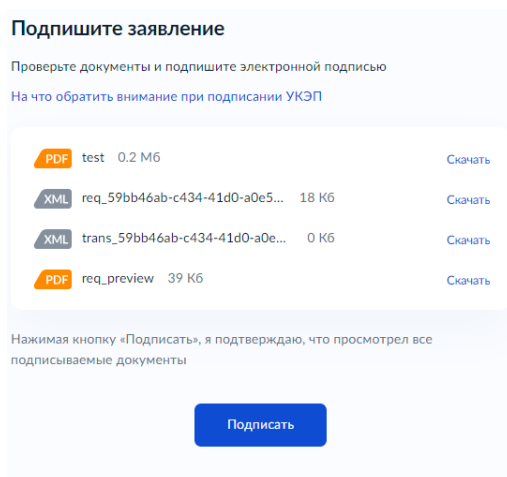 Подпишите заявление
Проверьте документы и подпишите электронной подписью
На что обратить внимание при подписании УКЭП
PDF test 0.2 Мб Скачать
XML req_59bb46ab-c434-41d0-a0e5... 18 Кб Скачать
XML trans_59bb46ab-c434-41d0-a0e... 0 Кб Скачать
PDF req_preview 39 Кб Скачать
Нажимая кнопку «Подписать», я подтверждаю, что просмотрел все
подписываемые документы
Подписать